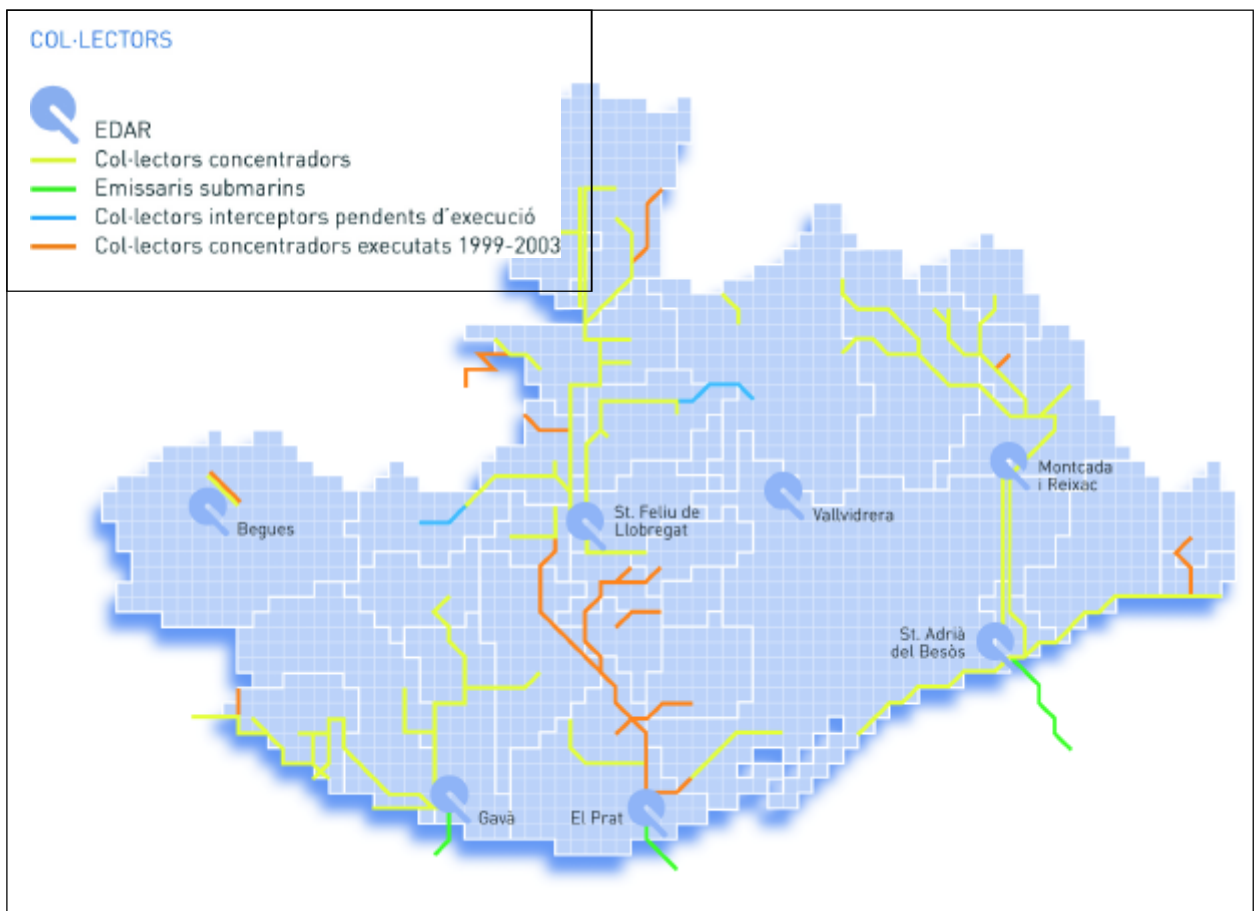 COL·LECTORS
EDAR
Col·lectors concentradors
Emissaris submarins
Col·lectors interceptors pendents d'execució
Col·lectors concentradors executats 1999-2003
Montcada
i Reixac
Begues
St. Feliu de
Llobregat
Vallvidrera
St. Adrià
del Besòs
Gavà
El Prat